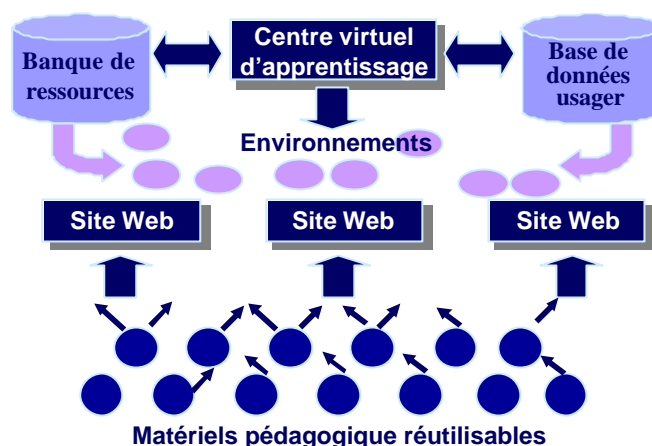 Banque de
ressources
Centre virtuel
d’apprentissage
Base de
données
usager
Environnements
Site Web
Site Web
Site Web
Matériels pédagogique réutilisables